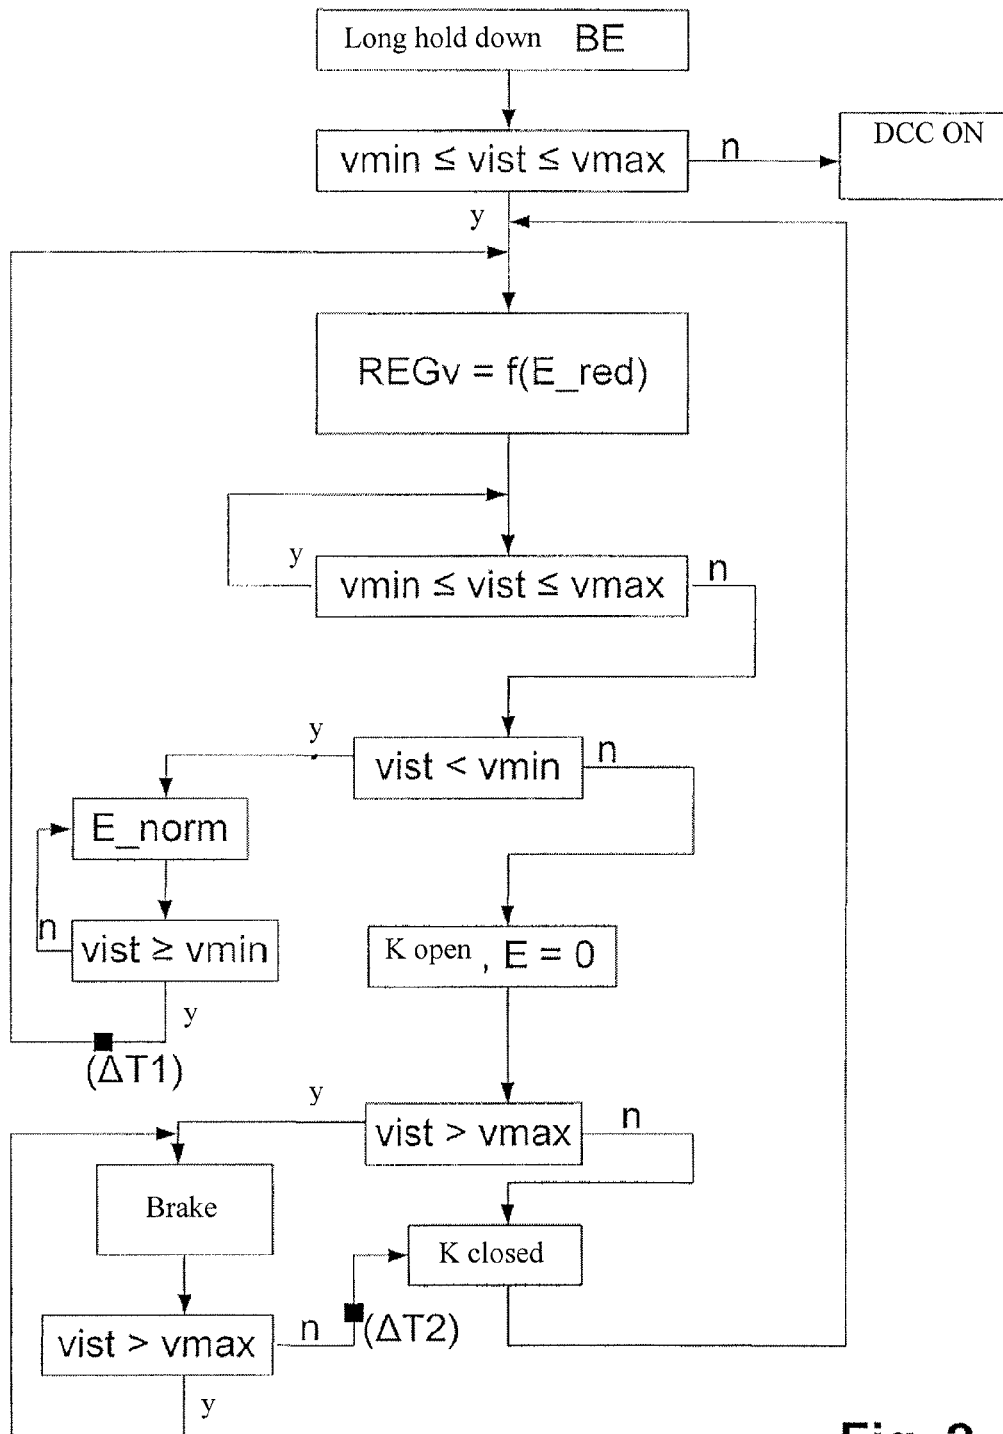 Long hold down BE
vmin ≤ vist ≤ vmax
n
DCC ON
y
REGv = f(E_red)
y
vmin ≤ vist ≤ vmax
n
y
vist < vmin
n
E_norm
n
vist ≥ vmin
K open , E = 0
y
(ΔT1)
y
vist > vmax
n
Brake
K closed
vist > vmax
n
(ΔT2)
y